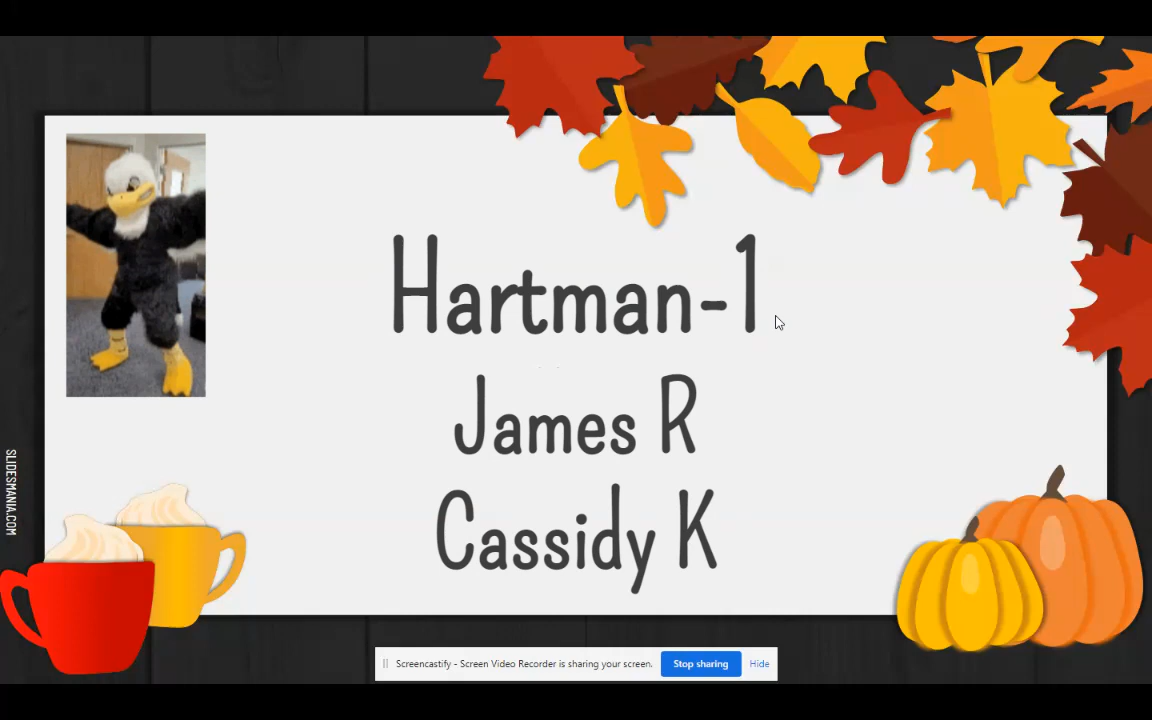 Hartman-1
James R
Cassidy K
SLIDESMANIA.COM
Screencastify - Screen Video Recorder is sharing your screen.
Stop sharing
Hide